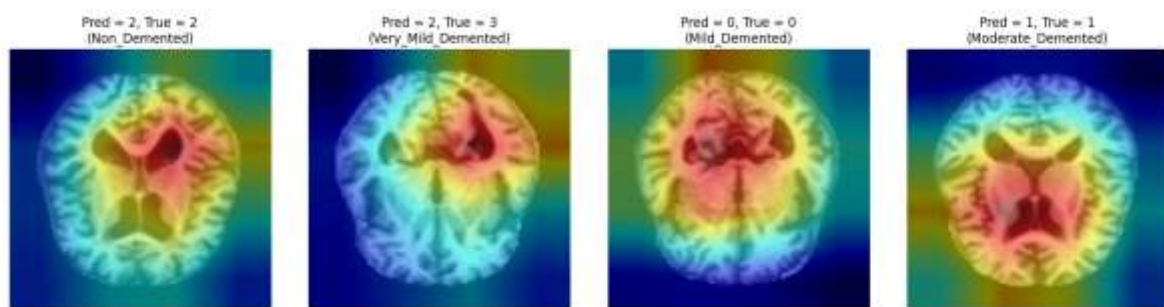 Pred = 2, True = 2
(Non_Demented)
Pred = 2, True = 3
(Very_Mild_Demented)
Pred = 0, True = 0
(Mild_Demented)
Pred = 1, True = 1
(Moderate_Demented)